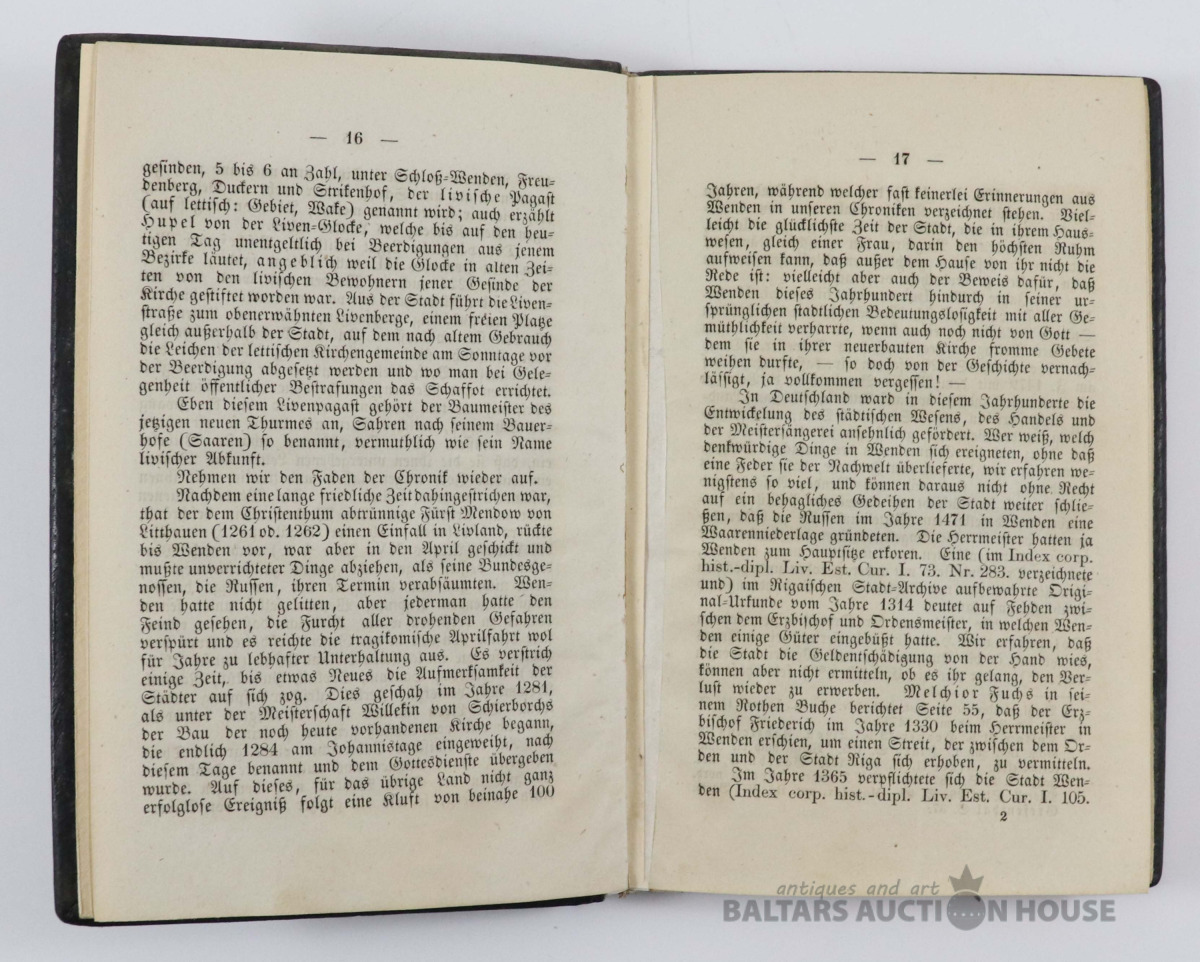 — 16 —
gesinden, 5 bis 6 an Zahl, unter Schloß-Wenden, Freu-
denberg, Duckern und Strikenhof, der livische Pagast
(auf lettisch: Gebiet, Wake) genannt wird; auch erzählt
Hupel von der Liven-Glocke, welche bis auf den heu-
tigen Tag unentgeltlich bei Beerdigungen aus jenem
Bezirke läutet, angeblich weil die Glocke in alten Zei-
ten von den livischen Bewohnern jener Gesinde der
Kirche gestiftet worden war. Aus der Stadt führt die Liven-
straße zum obenerwähnten Livenberge, einem freien Platze
gleich außerhalb der Stadt, auf dem nach altem Gebrauch
die Leichen der lettischen Kirchengemeinde am Sonntage vor
der Beerdigung abgesetzt werden und wo man bei Gele-
genheit öffentlicher Bestrafungen das Schaffot errichtet.
Eben diesem Livenpagast gehört der Baumeister des
jetzigen neuen Thurmes an, Sahren nach seinem Bauer-
hofe (Saaren) so benannt, vermuthlich wie sein Name
livischer Abkunft.
Nehmen wir den Faden der Chronik wieder auf.
Nachdem eine lange friedliche Zeit dahingestrichen war,
that der dem Christenthum abtrünnige Fürst Mendow von
Litthauen (1261 od. 1262) einen Einfall in Livland, rückte
bis Wenden vor, war aber in den April geschickt und
mußte unverrichteter Dinge abziehen, als seine Bundesge-
nossen, die Russen, ihren Termin verabsäumten. Wen-
den hatte nicht gelitten, aber jederman hatte den
Feind gesehen, die Furcht aller drohenden Gefahren
verspürt und es reichte die tragikomische Aprilfahrt wol
für Jahre zu lebhafter Unterhaltung aus. Es verstrich
einige Zeit, bis etwas Neues die Aufmerksamkeit der
Städter auf sich zog. Dies geschah im Jahre 1281,
als unter der Meisterschaft Willekin von Schierborchs
der Bau der noch heute vorhandenen Kirche begann,
die endlich 1284 am Johannistage eingeweiht, nach
diesem Tage benannt und dem Gottesdienste übergeben
wurde. Auf dieses, für das übrige Land nicht ganz
erfolglose Ereigniß folgt eine Kluft von beinahe 100
— 17 —
Jahren, während welcher fast keinerlei Erinnerungen aus
Wenden in unseren Chroniken verzeichnet stehen. Viel-
leicht die glücklichste Zeit der Stadt, die in ihrem Haus-
wesen, gleich einer Frau, darin den höchsten Ruhm
aufweisen kann, daß außer dem Hause von ihr nicht die
Rede ist: vielleicht aber auch der Beweis dafür, daß
Wenden dieses Jahrhundert hindurch in seiner ur-
sprünglichen stadtlichen Bedeutungslosigkeit mit aller Ge-
müthlichkeit verharrte, wenn auch noch nicht von Gott —
dem sie in ihrer neuerbauten Kirche fromme Gebete
weihen durfte, — so doch von der Geschichte vernach-
lässigt, ja vollkommen vergessen! —
In Deutschland ward in diesem Jahrhunderte die
Entwickelung des städtischen Wesens, des Handels und
der Meistersängerei ansehnlich gefördert. Wer weiß, welch
denkwürdige Dinge in Wenden sich ereigneten, ohne daß
eine Feder sie der Nachwelt überlieferte, wir erfahren we-
nigstens so viel, und können daraus nicht ohne Recht
auf ein behagliches Gedeihen der Stadt weiter schlie-
ßen, daß die Russen im Jahre 1471 in Wenden eine
Waarenniederlage gründeten. Die Herrmeister hatten ja
Wenden zum Hauptsitze erkoren. Eine (im Index corp.
hist.-dipl. Liv. Est. Cur. I. 73. Nr. 283. verzeichnete
und) im Rigaischen Stadt-Archive aufbewahrte Origi-
nal-Urkunde vom Jahre 1314 deutet auf Fehden zwi-
schen dem Erzbischof und Ordensmeister, in welchen Wen-
den einige Güter eingebüßt hatte. Wir erfahren, daß
die Stadt die Geldentschädigung von der Hand wies,
können aber nicht ermitteln, ob es ihr gelang, den Ver-
lust wieder zu erwerben. Melchior Fuchs in sei-
nem Rothen Buche berichtet Seite 55, daß der Erz-
bischof Friederich im Jahre 1330 beim Herrmeister in
Wenden erschien, um einen Streit, der zwischen dem Or-
den und der Stadt Riga sich erhoben, zu vermitteln.
Im Jahre 1365 verpflichtete sich die Stadt Wen-
den (Index corp. hist.-dipl. Liv. Est. Cur. I. 105.
2
antiques and art
BALTARS AUCTION HOUSE